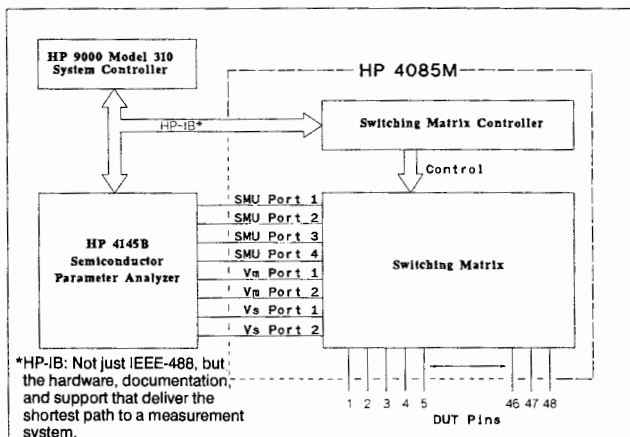 HP 9000 Model 310
System Controller
HP 4085M
HP-IB*
Switching Matrix Controller
Control
HP 4145B
Semiconductor
Parameter Analyzer
SMU Port 1
SMU Port 2
SMU Port 3
SMU Port 4
Vm Port 1
Vm Port 2
Vs Port 1
Vs Port 2
Switching Matrix
*HP-IB: Not just IEEE-488, but
the hardware, documentation,
and support that deliver the
shortest path to a measurement
system.
1 2 3 4 5 46 47 48
DUT Pins